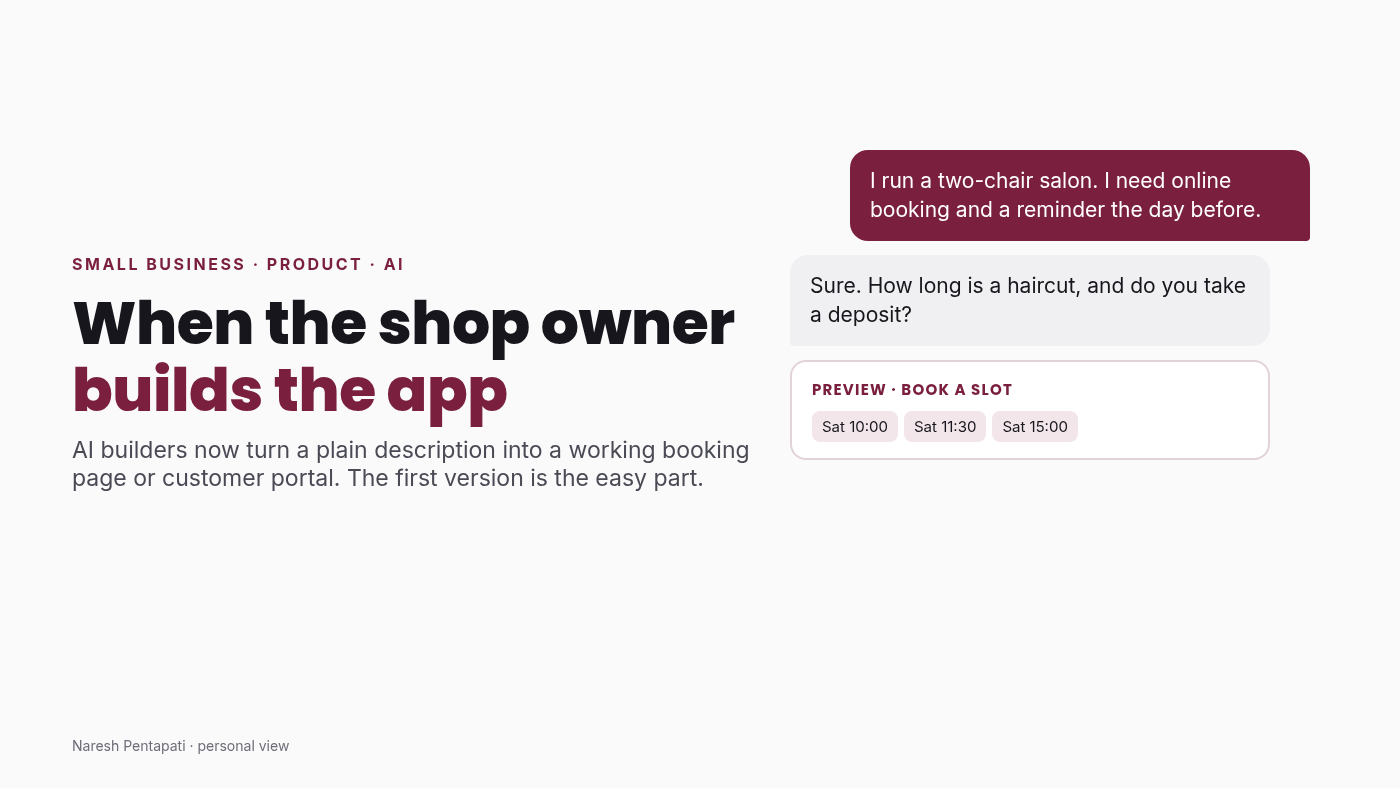 SMALL BUSINESS · PRODUCT · AI
When the shop owner
builds the app
AI builders now turn a plain description into a working booking
page or customer portal. The first version is the easy part.
I run a two-chair salon. I need online
booking and a reminder the day before.
Sure. How long is a haircut, and do you take
a deposit?
PREVIEW · BOOK A SLOT
Sat 10:00 Sat 11:30 Sat 15:00
Naresh Pentapati · personal view